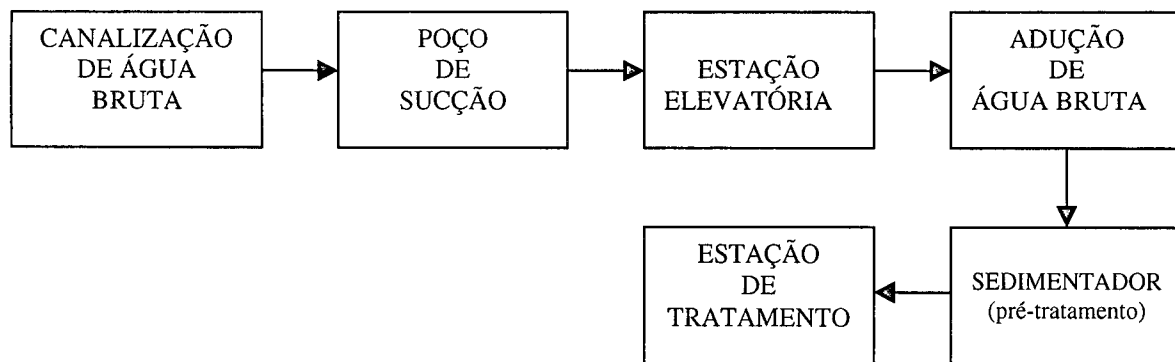 CANALIZAÇÃO
DE ÁGUA
BRUTA
POÇO
DE
SUCÇÃO
ESTAÇÃO
ELEVATÓRIA
ADUÇÃO
DE
ÁGUA BRUTA
SEDIMENTADOR
(pré-tratamento)
ESTAÇÃO
DE
TRATAMENTO